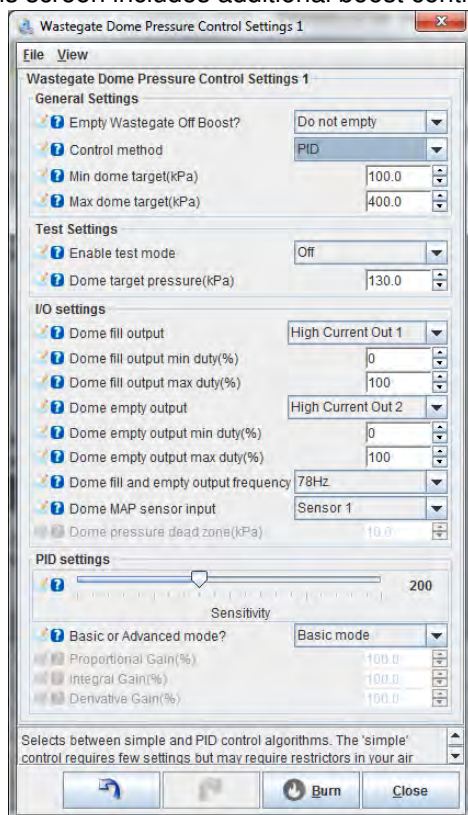 s screen includes additional boost contr
Wastegate Dome Pressure Control Settings 1
File View
Wastegate Dome Pressure Control Settings 1
General Settings
Empty Wastegate Off Boost? Do not empty
Control method PID
Min dome target(kPa) 100.0
Max dome target(kPa) 400.0
Test Settings
Enable test mode Off
Dome target pressure(kPa) 130.0
I/O settings
Dome fill output High Current Out 1
Dome fill output min duty(%) 0
Dome fill output max duty(%) 100
Dome empty output High Current Out 2
Dome empty output min duty(%) 0
Dome empty output max duty(%) 100
Dome fill and empty output frequency 78Hz
Dome MAP sensor input Sensor 1
Dome pressure dead zone(kPa) 10.0
PID settings
200
Sensitivity
Basic or Advanced mode? Basic mode
Proportional Gain(%) 100.0
Integral Gain(%) 100.0
Derivative Gain(%) 100.0
Selects between simple and PID control algorithms. The 'simple'
control requires few settings but may require restrictors in your air
Burn Close